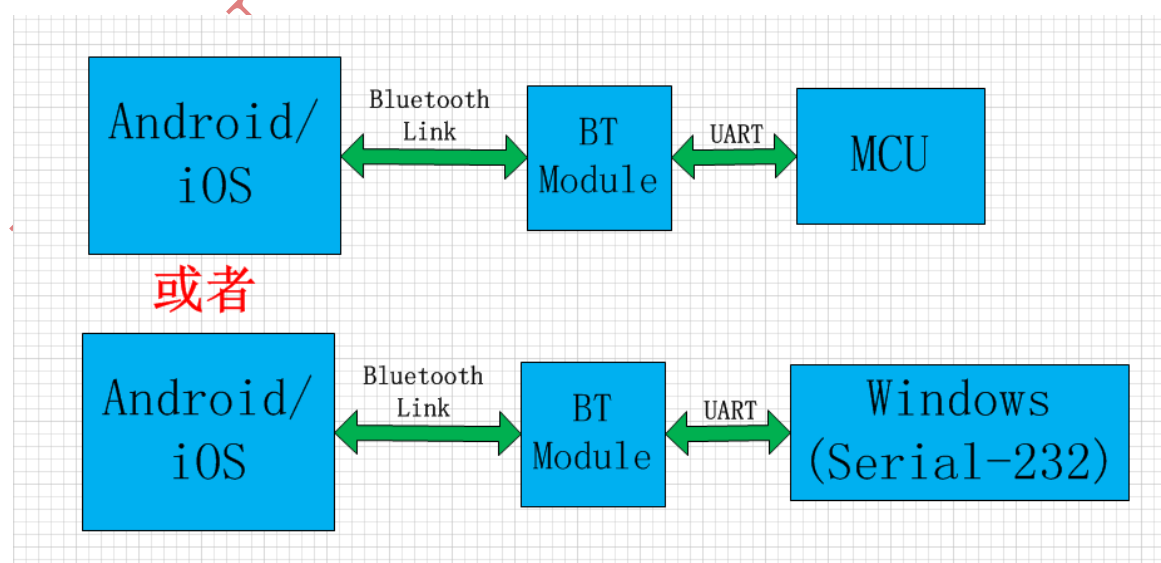 Android/
iOS
Bluetooth
Link
BT
Module
UART
MCU
或者
Android/
iOS
Bluetooth
Link
BT
Module
UART
Windows
(Serial-232)